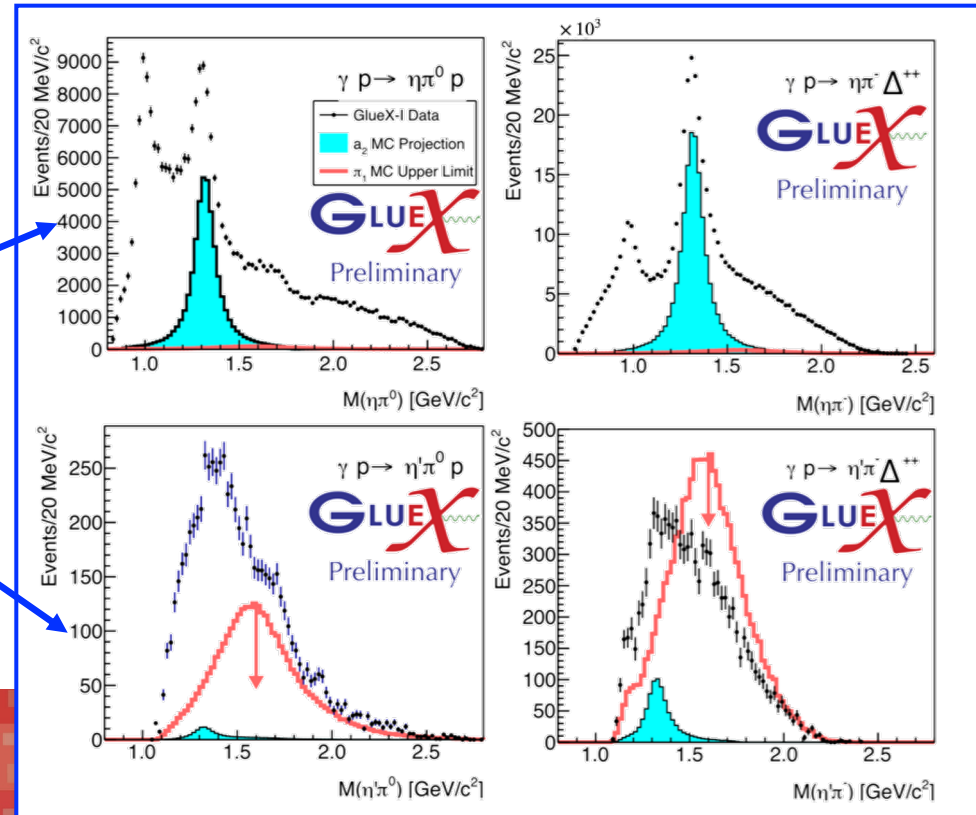 9000
8000
7000
6000
5000
4000
3000
2000
1000
0
Events/20 MeV/c²
γ p→ ηπ⁰ p
GlueX-I Data
a₂ MC Projection
π₁ MC Upper Limit
GLUEX
Preliminary
1.0 1.5 2.0 2.5
M(ηπ⁰) [GeV/c²]
×10³
25
20
15
10
5
0
Events/20 MeV/c²
γ p→ ηπ⁻ Δ⁺⁺
GLUEX
Preliminary
1.0 1.5 2.0 2.5
M(ηπ⁻) [GeV/c²]
250
200
150
100
50
0
Events/20 MeV/c²
γ p→ η'π⁰ p
GLUEX
Preliminary
1.0 1.5 2.0 2.5
M(η'π⁰) [GeV/c²]
500
450
400
350
300
250
200
150
100
50
0
Events/20 MeV/c²
γ p→ η'π⁻ Δ⁺⁺
GLUEX
Preliminary
1.0 1.5 2.0 2.5
M(η'π⁻) [GeV/c²]